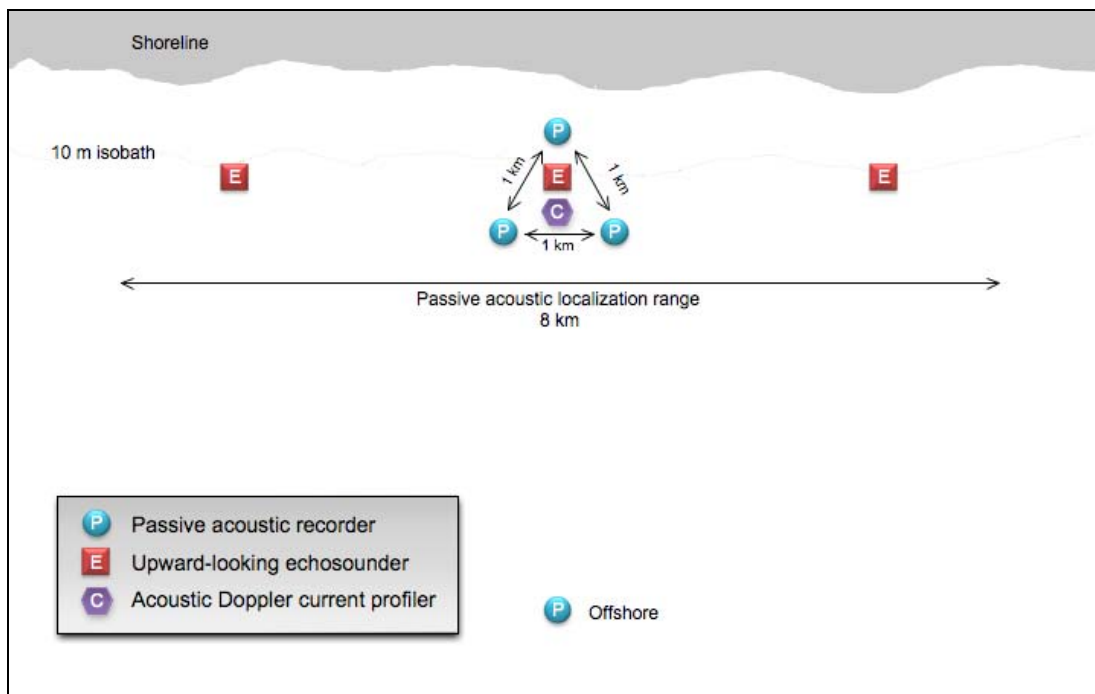 Shoreline
P
10 m isobath
1 km
1 km
E
E
E
C
P
P
1 km
Passive acoustic localization range
8 km
P Passive acoustic recorder
E Upward-looking echosounder
C Acoustic Doppler current profiler
P Offshore